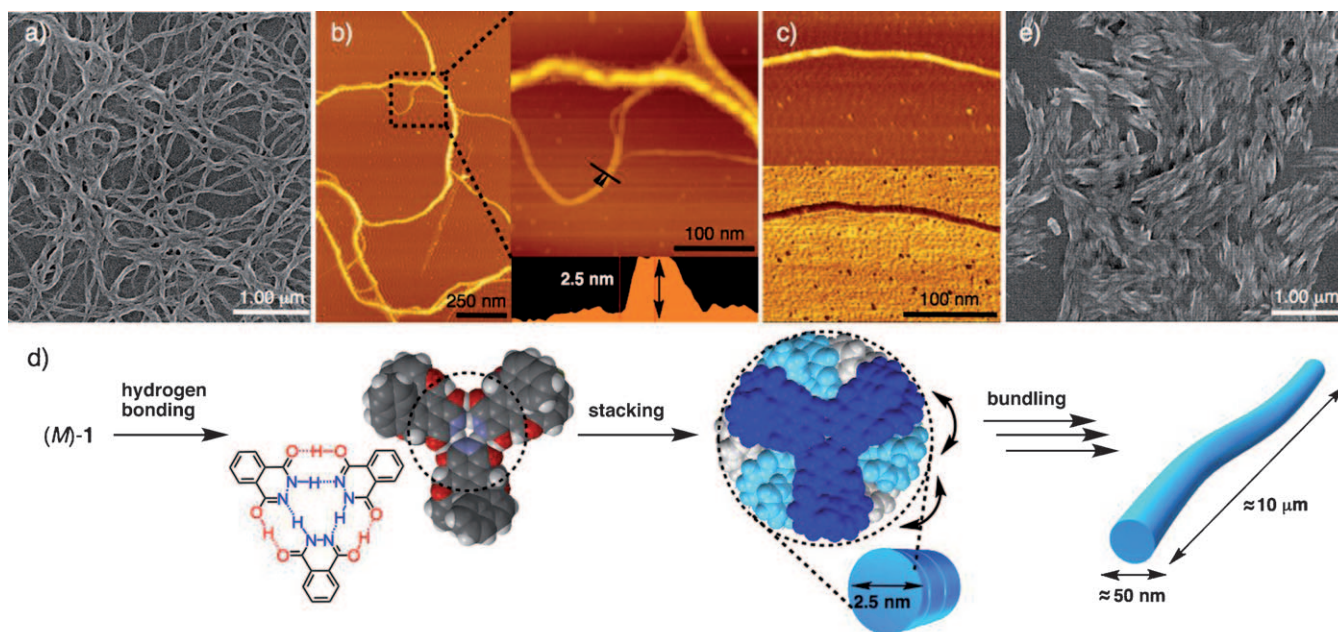 a)
1.00 μm
b)
250 nm
100 nm
2.5 nm
c)
100 nm
e)
1.00 μm
d)
(M)-1
hydrogen
bonding
O H O
N H N
N N
O O
H H H H
O N N O
stacking
2.5 nm
bundling
≈10 μm
≈50 nm